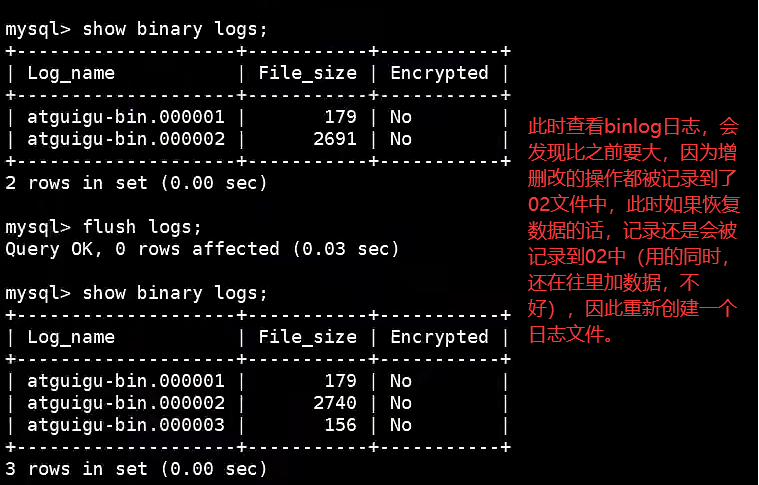 mysql> show binary logs;
+--------------------+-----------+-----------+
| Log_name           | File_size | Encrypted |
+--------------------+-----------+-----------+
| atguigu-bin.000001 |       179 | No        |
| atguigu-bin.000002 |      2691 | No        |
+--------------------+-----------+-----------+
2 rows in set (0.00 sec)
mysql> flush logs;
Query OK, 0 rows affected (0.03 sec)
mysql> show binary logs;
+--------------------+-----------+-----------+
| Log_name           | File_size | Encrypted |
+--------------------+-----------+-----------+
| atguigu-bin.000001 |       179 | No        |
| atguigu-bin.000002 |      2740 | No        |
| atguigu-bin.000003 |       156 | No        |
+--------------------+-----------+-----------+
3 rows in set (0.00 sec)
此时查看binlog日志，会
发现比之前要大，因为增
删改的操作都被记录到了
02文件中，此时如果恢复
数据的话，记录还是会被
记录到02中（用的同时，
还在往里加数据，不
好），因此重新创建一个
日志文件。